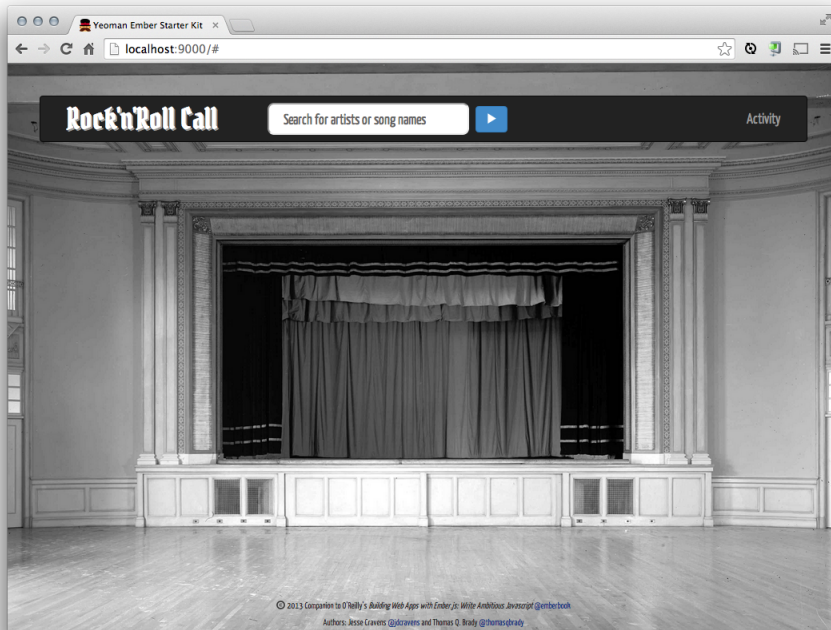 Yeoman Ember Starter Kit
localhost:9000/#
Rock'n'Roll Call
Search for artists or song names
Activity
© 2013 Companion to O'Reilly's Building Web Apps with Ember.js: Write Ambitious Javascript @emberbook
Authors: Jesse Cravens @jdcravens and Thomas Q. Brady @thomasqbrady